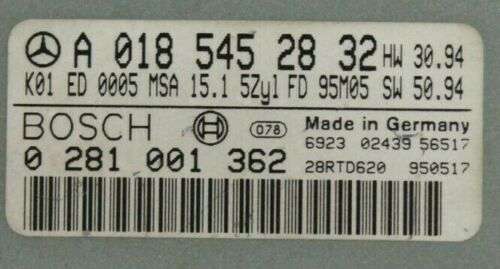 A 018 545 28 32 HW 30.94
K01 ED 0005 MSA 15.1 5Zyl FD 95M05 SW 50.94
BOSCH 078 Made in Germany
6923 02439 56517
0 281 001 362 28RTD620 950517